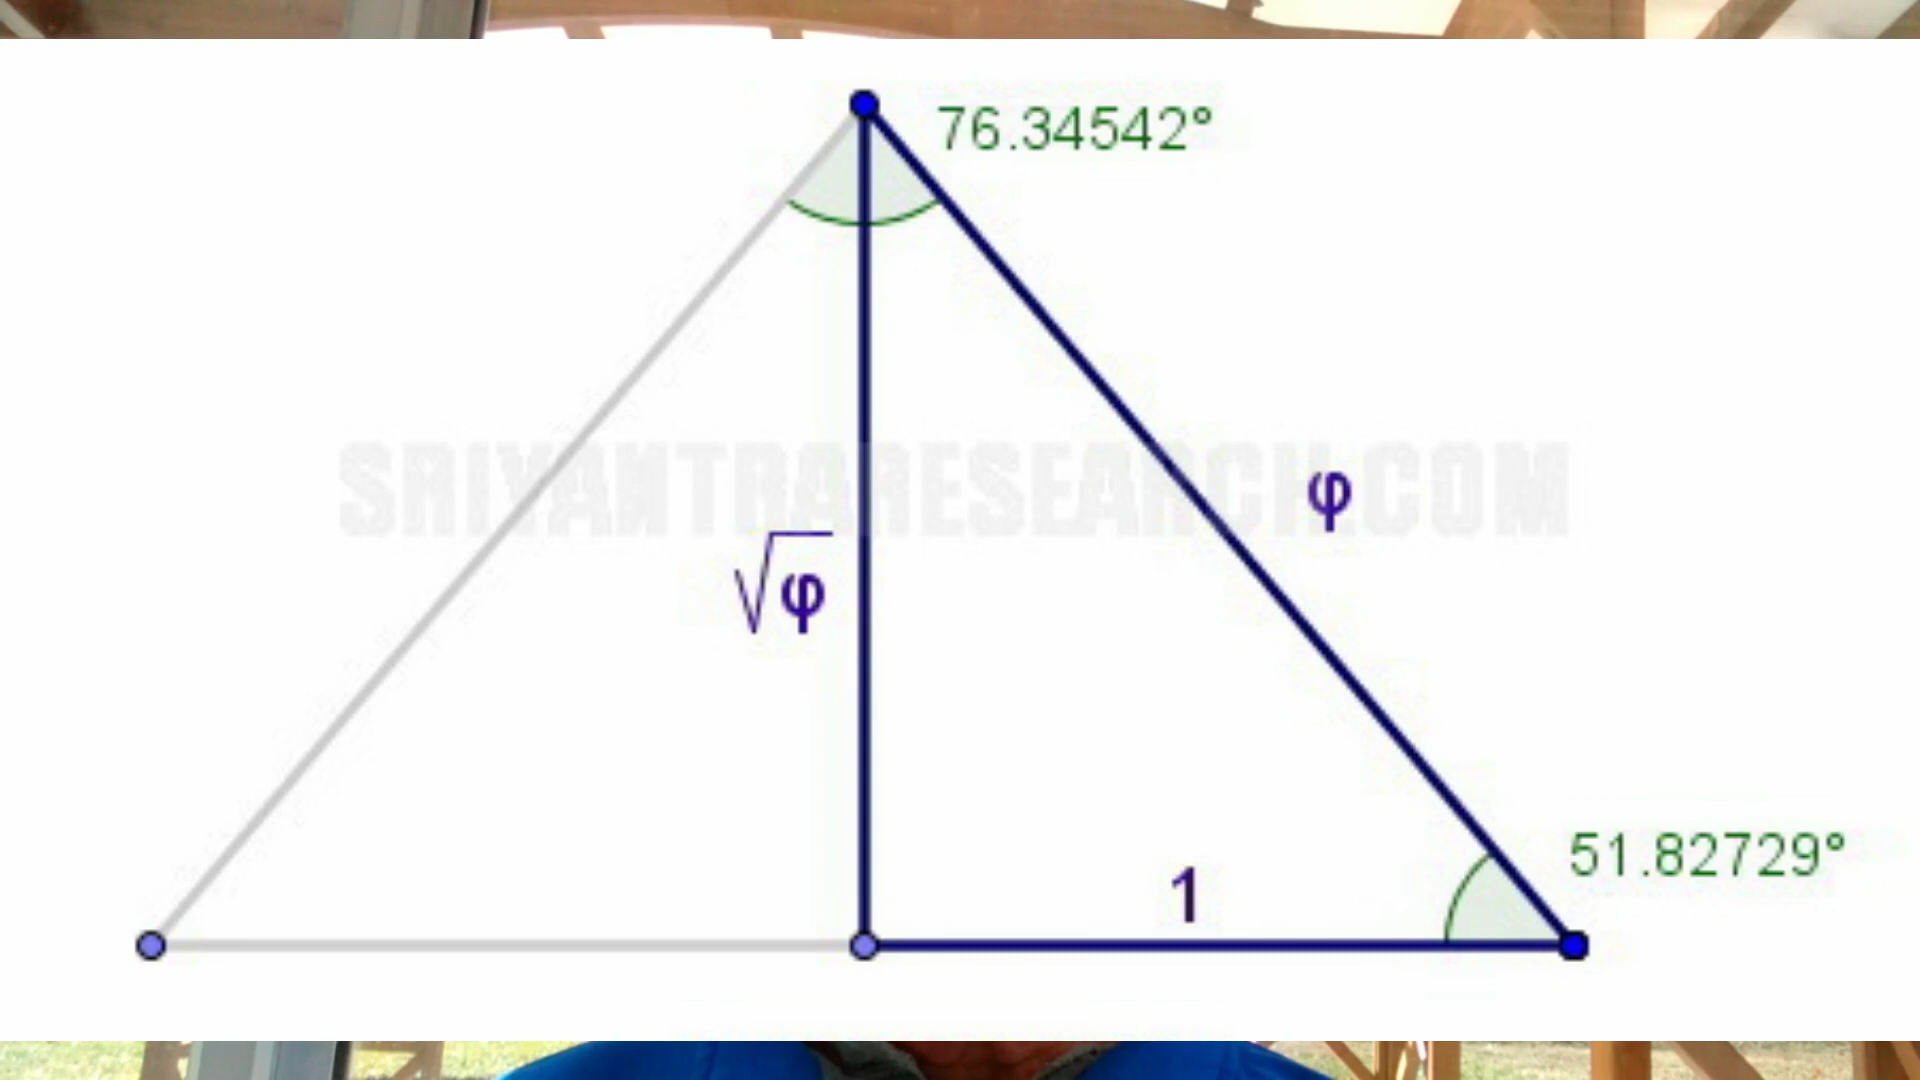 76.34542°
SRIYANTRARESEARCH.COM
φ
√φ
51.82729°
1